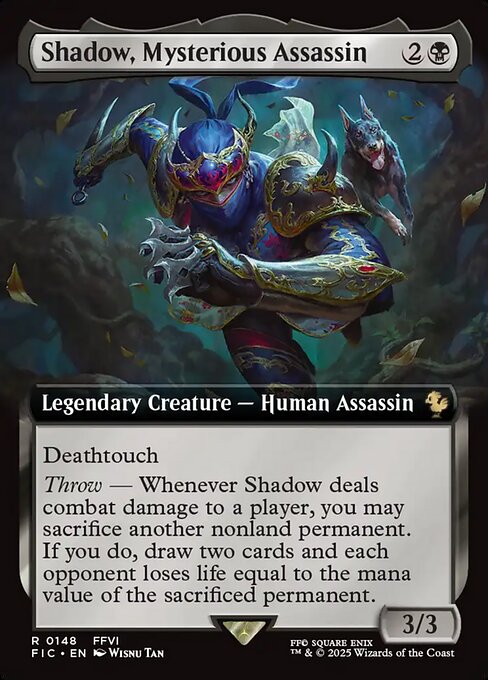 Shadow, Mysterious Assassin 2
Legendary Creature — Human Assassin
Deathtouch
Throw — Whenever Shadow deals
combat damage to a player, you may
sacrifice another nonland permanent.
If you do, draw two cards and each
opponent loses life equal to the mana
value of the sacrificed permanent.
3/3
R 0148 FFVI
FIC • EN Wisnu Tan
FF© SQUARE ENIX
™ & © 2025 Wizards of the Coast